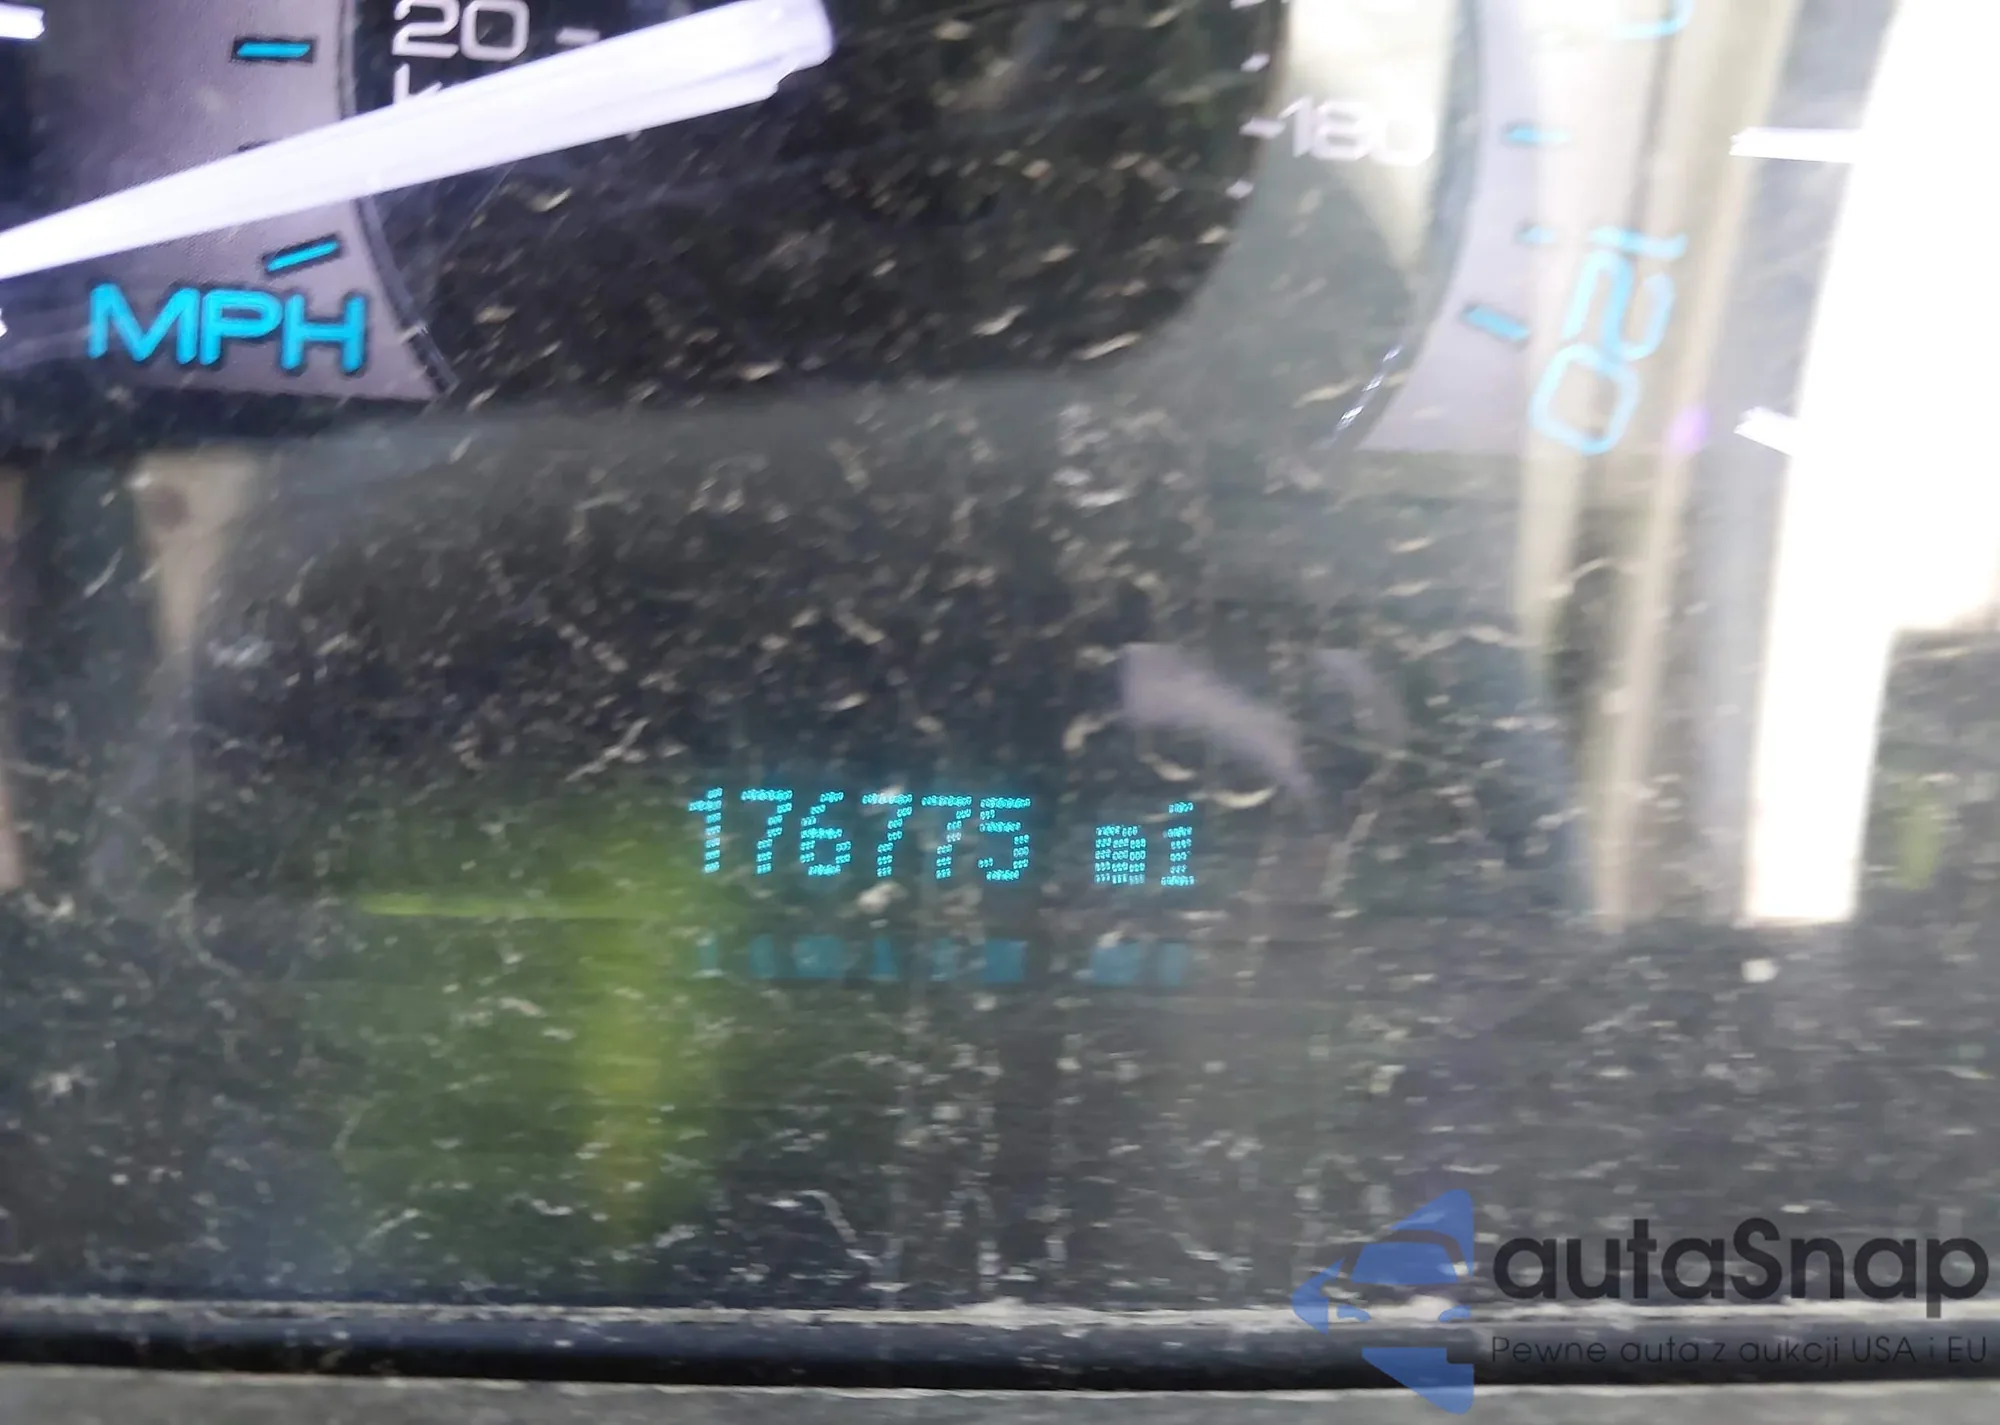 20
180
120
MPH
176775 mi
autaSnap
Pewne auta z aukcji USA i EU